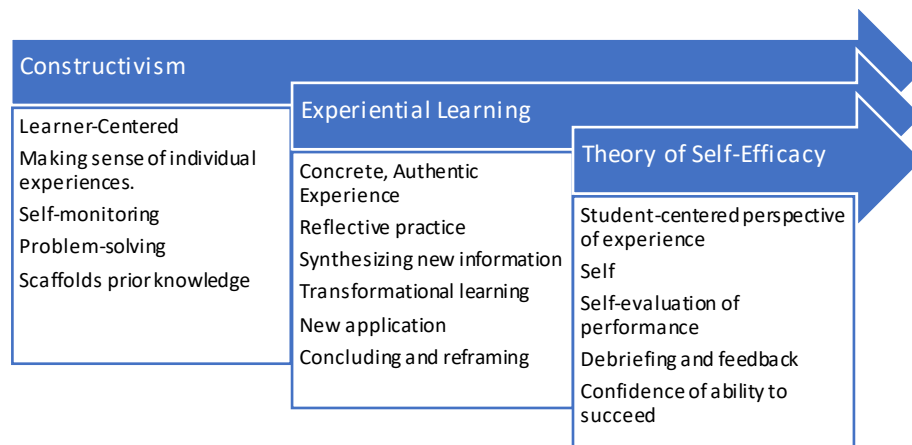 Constructivism
Learner-Centered
Making sense of individual
experiences.
Self-monitoring
Problem-solving
Scaffolds prior knowledge
Experiential Learning
Concrete, Authentic
Experience
Reflective practice
Synthesizing new information
Transformational learning
New application
Concluding and reframing
Theory of Self-Efficacy
Student-centered perspective
of experience
Self
Self-evaluation of
performance
Debriefing and feedback
Confidence of ability to
succeed